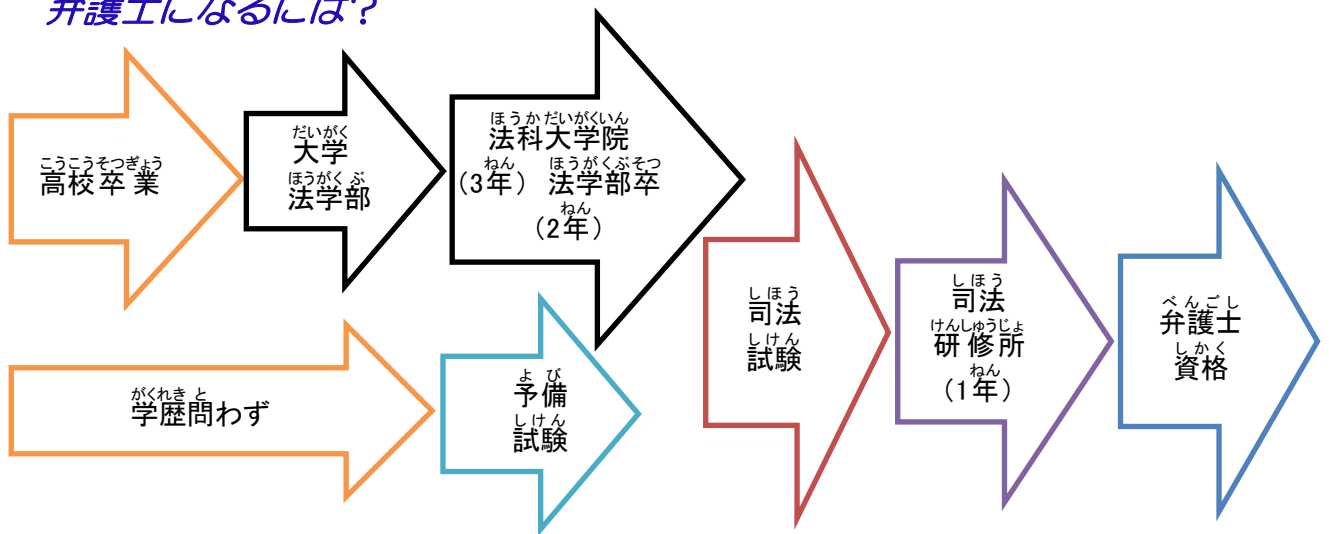 弁護士になるには？
こうこうそつぎょう
高校卒業
だいがく
大学
ほうがくぶ
法学部
ほうかだいがくいん
法科大学院
ねん ほうがくぶそつ
（3年） 法学部卒
ねん
（2年）
がくれきと
学歴問わず
よび
予備
しけん
試験
しほう
司法
しけん
試験
しほう
司法
けんしゅうじょ
研修所
ねん
（1年）
べんごし
弁護士
しかく
資格